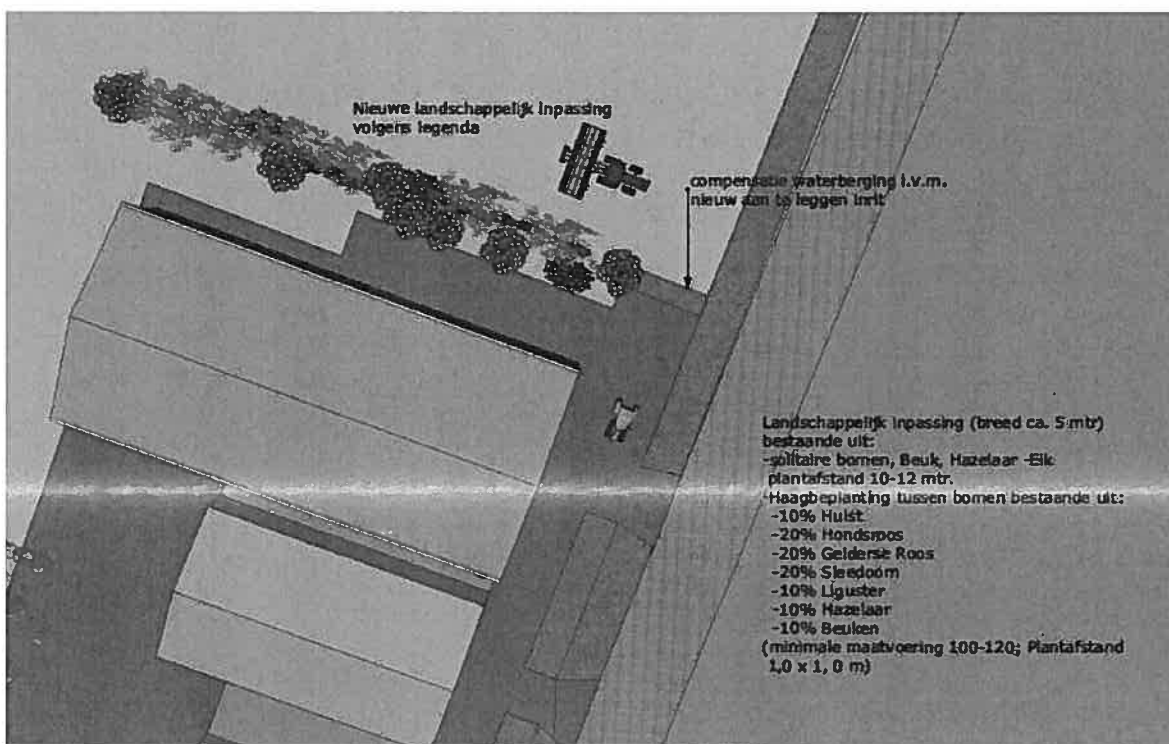 Nieuwe landschappelijk inpassing
volgens legenda
compensatie waterberging i.v.m.
nieuw aan te leggen inrit
Landschappelijk inpassing (breed ca. 5 mtr)
bestaande uit:
-solitaire bomen, Beuk, Hazelaar -Eik
plantafstand 10-12 mtr.
-Haagbeplanting tussen bomen bestaande uit:
-10% Hulst
-20% Hondsroos
-20% Gelderse Roos
-20% Sleedoorn
-10% Liguster
-10% Hazelaar
-10% Beuken
(minimale maatvoering 100-120; Plantafstand
1,0 x 1, 0 m)